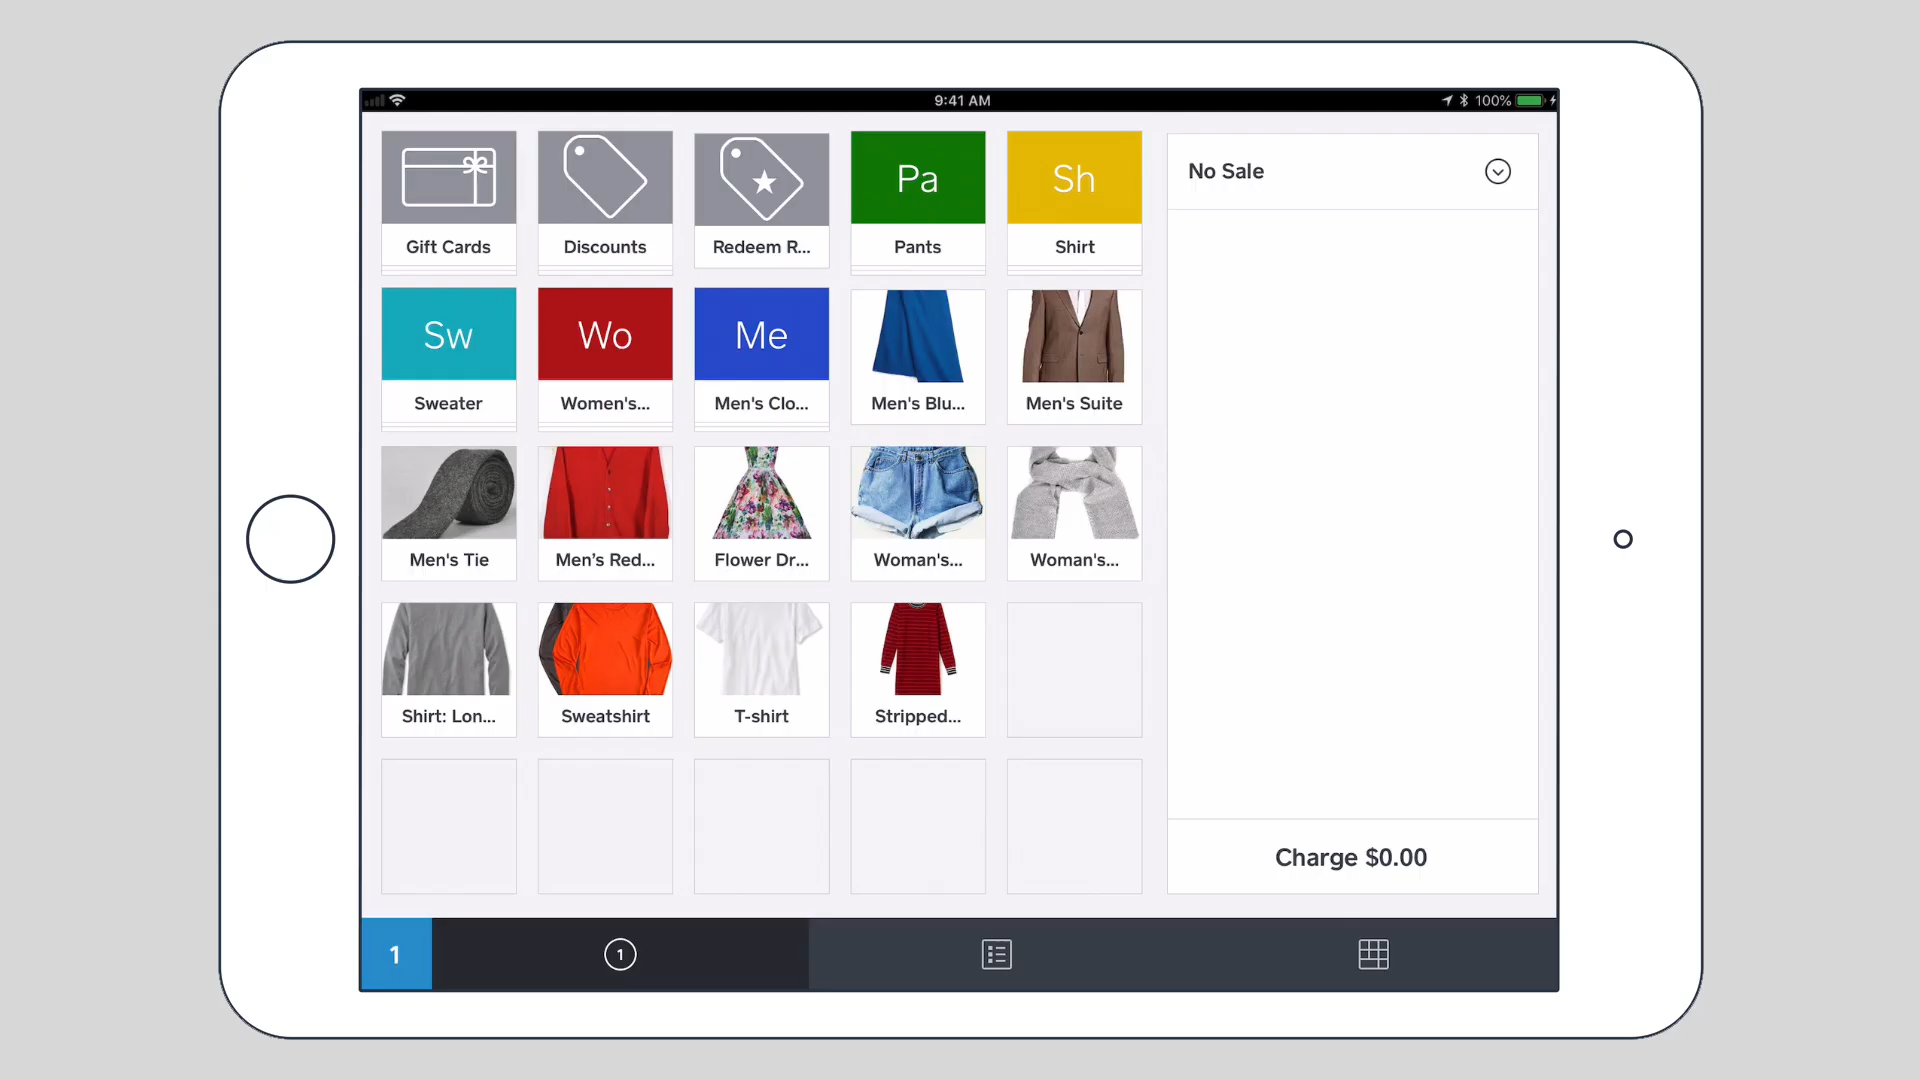 9:41 AM
100%
Gift Cards
Discounts
Redeem R...
Pa
Pants
Sh
Shirt
No Sale
Sw
Sweater
Wo
Women's...
Me
Men's Clo...
Men's Blu...
Men's Suite
Men's Tie
Men’s Red...
Flower Dr...
Woman's...
Woman's...
Shirt: Lon...
Sweatshirt
T-shirt
Stripped...
Charge $0.00
1
1